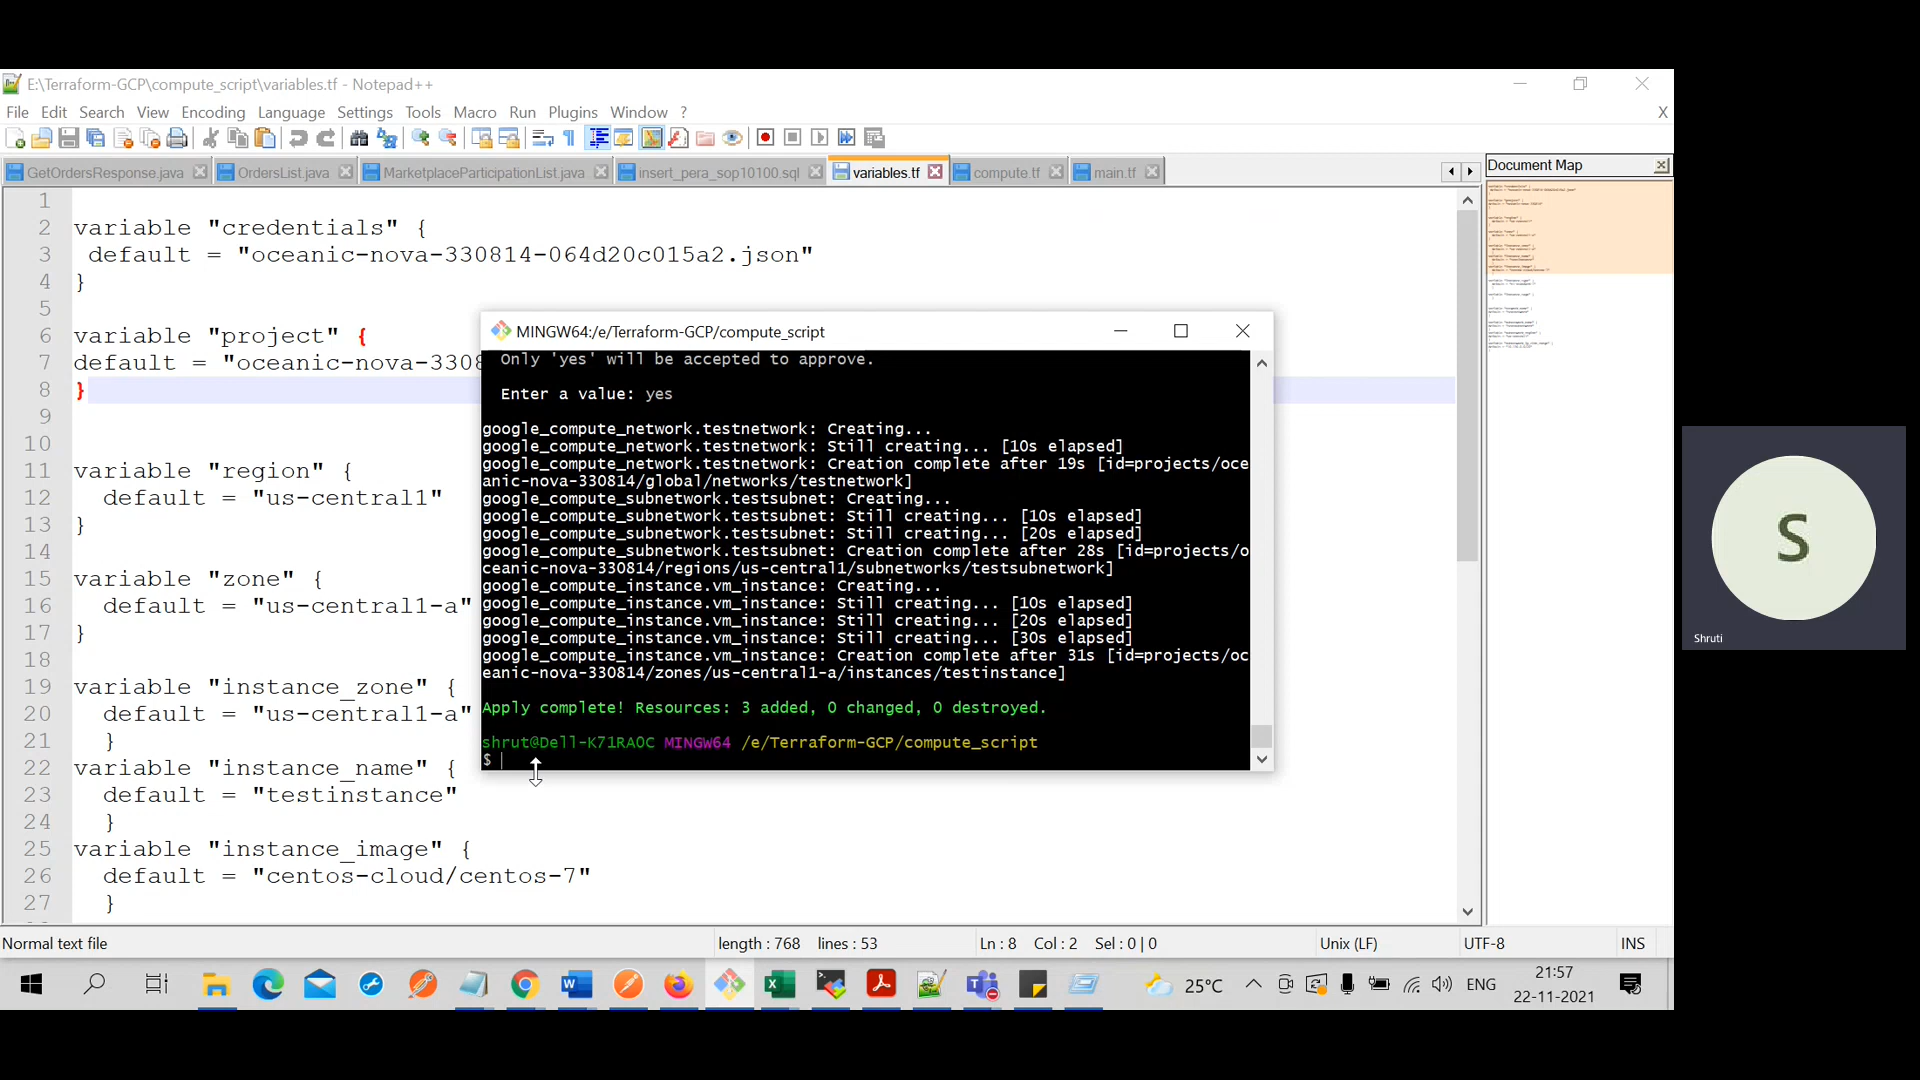 E:\Terraform-GCP\compute_script\variables.tf - Notepad++
File Edit Search View Encoding Language Settings Tools Macro Run Plugins Window ?
X
GetOrdersResponse.java OrdersList.java MarketplaceParticipationList.java insert_pera_sop10100.sql variables.tf compute.tf main.tf
Document Map
1
2 variable "credentials" {
3 default = "oceanic-nova-330814-064d20c015a2.json"
4 }
5
6 variable "project" {
7 default = "oceanic-nova-3308
8 }
9
10
11 variable "region" {
12 default = "us-central1"
13 }
14
15 variable "zone" {
16 default = "us-central1-a"
17 }
18
19 variable "instance_zone" {
20 default = "us-central1-a"
21 }
22 variable "instance_name" {
23 default = "testinstance"
24 }
25 variable "instance_image" {
26 default = "centos-cloud/centos-7"
27 }
MINGW64:/e/Terraform-GCP/compute_script
Only 'yes' will be accepted to approve.
Enter a value: yes
google_compute_network.testnetwork: Creating...
google_compute_network.testnetwork: Still creating... [10s elapsed]
google_compute_network.testnetwork: Creation complete after 19s [id=projects/oce
anic-nova-330814/global/networks/testnetwork]
google_compute_subnetwork.testsubnet: Creating...
google_compute_subnetwork.testsubnet: Still creating... [10s elapsed]
google_compute_subnetwork.testsubnet: Still creating... [20s elapsed]
google_compute_subnetwork.testsubnet: Creation complete after 28s [id=projects/o
ceanic-nova-330814/regions/us-central1/subnetworks/testsubnetwork]
google_compute_instance.vm_instance: Creating...
google_compute_instance.vm_instance: Still creating... [10s elapsed]
google_compute_instance.vm_instance: Still creating... [20s elapsed]
google_compute_instance.vm_instance: Still creating... [30s elapsed]
google_compute_instance.vm_instance: Creation complete after 31s [id=projects/oc
eanic-nova-330814/zones/us-central1-a/instances/testinstance]
Apply complete! Resources: 3 added, 0 changed, 0 destroyed.
shrut@Dell-K71RAOC MINGW64 /e/Terraform-GCP/compute_script
$
S
Shruti
Normal text file length : 768 lines : 53 Ln : 8 Col : 2 Sel : 0 | 0 Unix (LF) UTF-8 INS
25°C ENG 21:57
22-11-2021